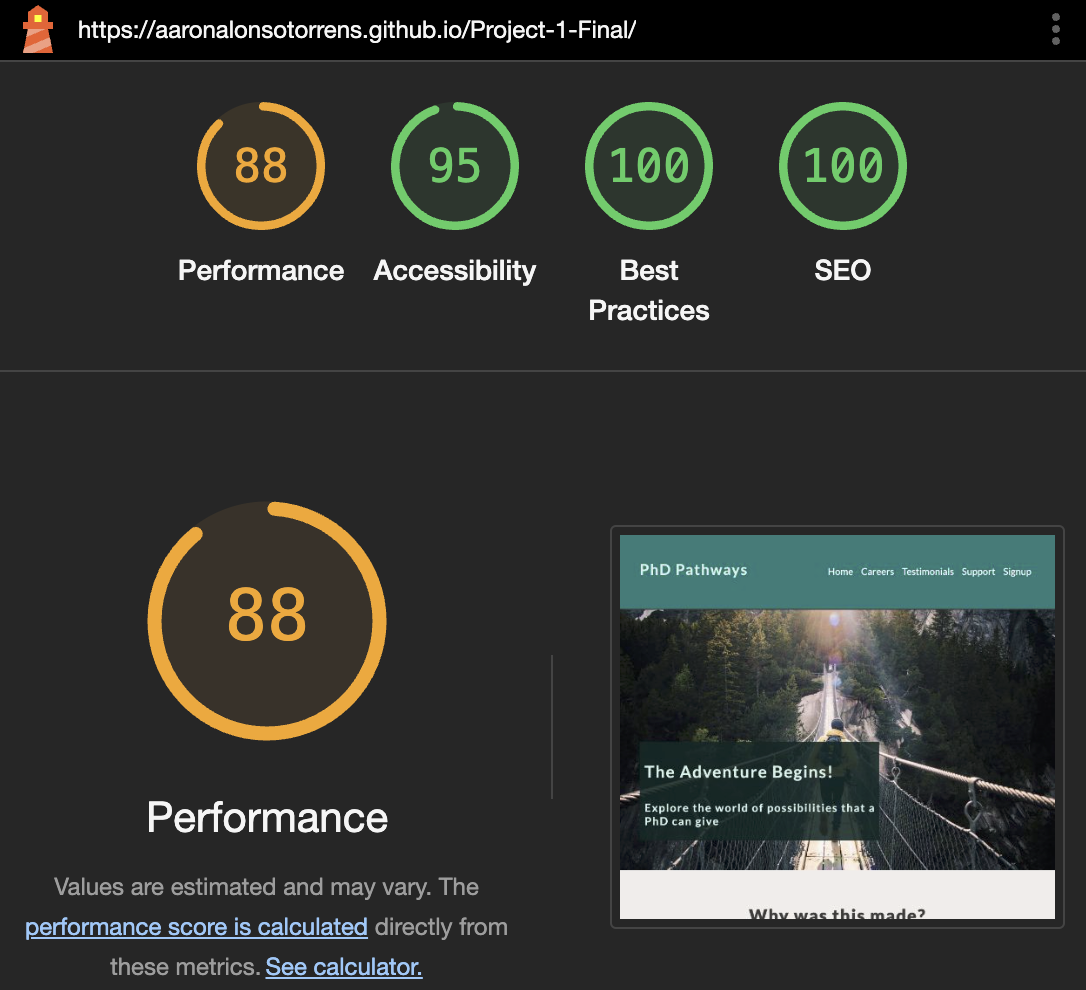 https://aaronalonsotorrens.github.io/Project-1-Final/
88
95
100
100
Performance
Accessibility
Best
Practices
SEO
88
Performance
Values are estimated and may vary. The
performance score is calculated directly from
these metrics. See calculator.
PhD Pathways
Home Careers Testimonials Support Signup
The Adventure Begins!
Explore the world of possibilities that a
PhD can give
Why was this made?